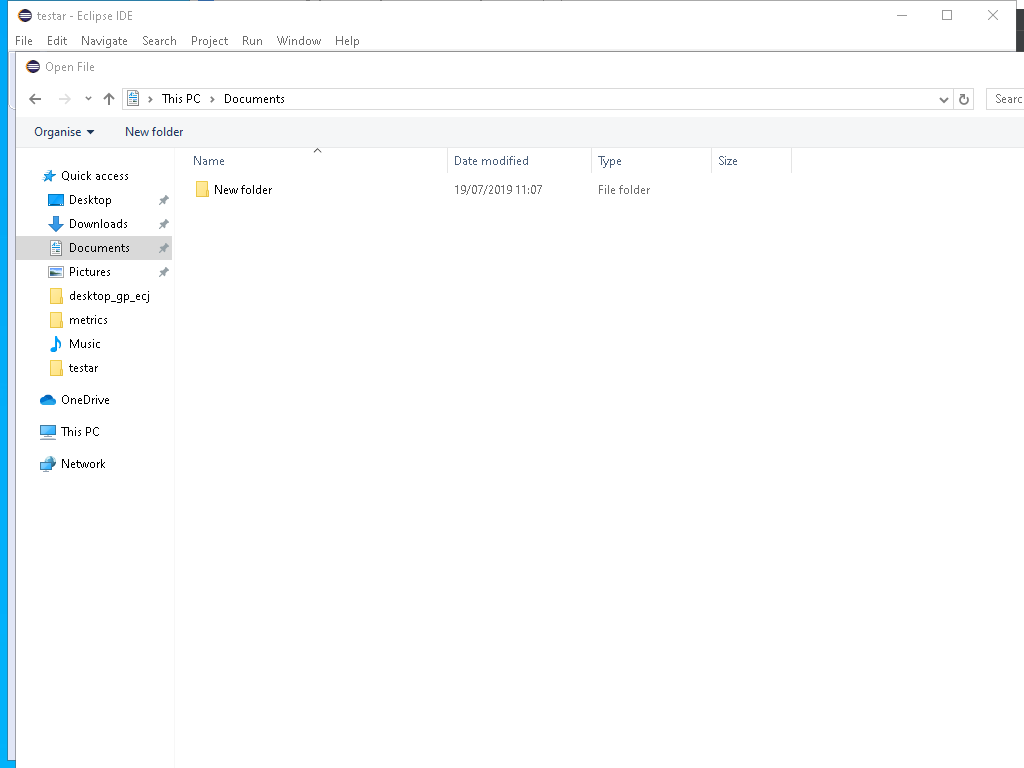 testar - Eclipse IDE
File Edit Navigate Search Project Run Window Help
Open File
This PC Documents
Organise New folder
Name Date modified Type Size
New folder 19/07/2019 11:07 File folder
Quick access
Desktop
Downloads
Documents
Pictures
desktop_gp_ecj
metrics
Music
testar
OneDrive
This PC
Network